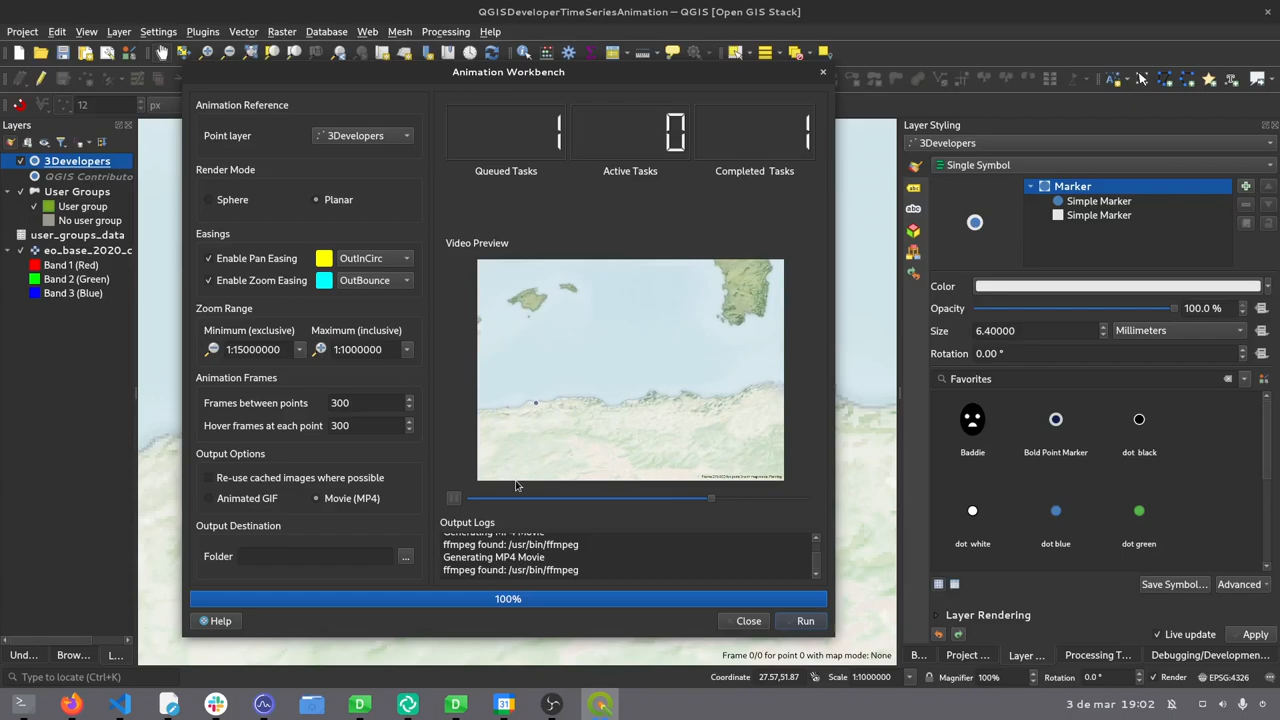 QGISDeveloperTimeSeriesAnimation — QGIS [Open GIS Stack]
Project Edit View Layer Settings Plugins Vector Raster Database Web Mesh Processing Help
12 px
Animation Workbench
Layers
3Developers
QGIS Contributo
User Groups
User group
No user group
user_groups_data
eo_base_2020_c
Band 1 (Red)
Band 2 (Green)
Band 3 (Blue)
Animation Reference
Point layer 3Developers
Render Mode
Sphere Planar
Easings
Enable Pan Easing OutInCirc
Enable Zoom Easing OutBounce
Zoom Range
Minimum (exclusive) Maximum (inclusive)
1:15000000 1:1000000
Animation Frames
Frames between points 300
Hover frames at each point 300
Output Options
Re-use cached images where possible
Animated GIF Movie (MP4)
Output Destination
Folder ...
1 0 1
Queued Tasks Active Tasks Completed Tasks
Video Preview
Output Logs
Generating MP4 Movie
ffmpeg found: /usr/bin/ffmpeg
Generating MP4 Movie
ffmpeg found: /usr/bin/ffmpeg
100%
Help Close Run
Frame 0/0 for point 0 with map mode: None
Layer Styling
3Developers
Single Symbol
Marker
Simple Marker
Simple Marker
Color
Opacity 100.0 %
Size 6.40000 Millimeters
Rotation 0.00 °
Favorites
Baddie Bold Point Marker dot black
dot white dot blue dot green
Save Symbol... Advanced
Layer Rendering
Live update Apply
Und... Brow... L... B... Project ... Layer ... Processing T... Debugging/Developmen...
Type to locate (Ctrl+K) Coordinate 27.57,51.87 Scale 1:1000000 Magnifier 100% Rotation 0.0 ° Render EPSG:4326
3 de mar 19:02